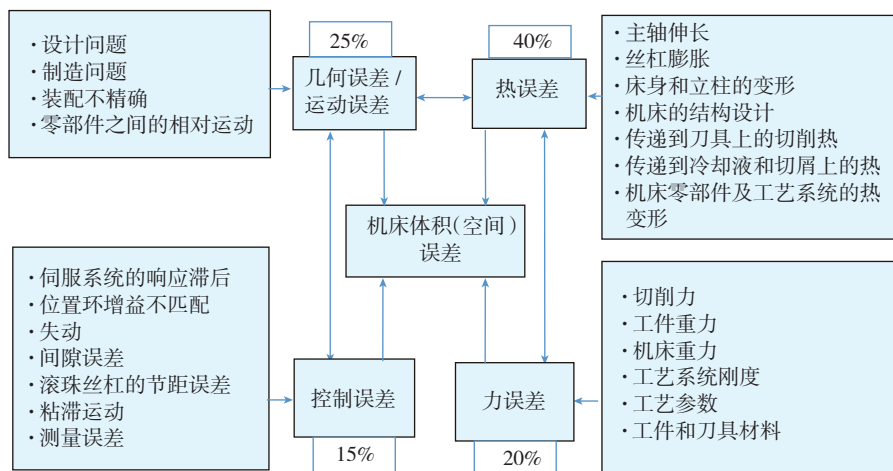 25%
40%
·设计问题
·制造问题
·装配不精确
·零部件之间的相对运动
几何误差 /
运动误差
热误差
·主轴伸长
·丝杠膨胀
·床身和立柱的变形
·机床的结构设计
·传递到刀具上的切削热
·传递到冷却液和切屑上的热
·机床零部件及工艺系统的热
变形
机床体积(空间)
误差
·伺服系统的响应滞后
·位置环增益不匹配
·失动
·间隙误差
·滚珠丝杠的节距误差
·粘滞运动
·测量误差
控制误差
力误差
·切削力
·工件重力
·机床重力
·工艺系统刚度
·工艺参数
·工件和刀具材料
15%
20%